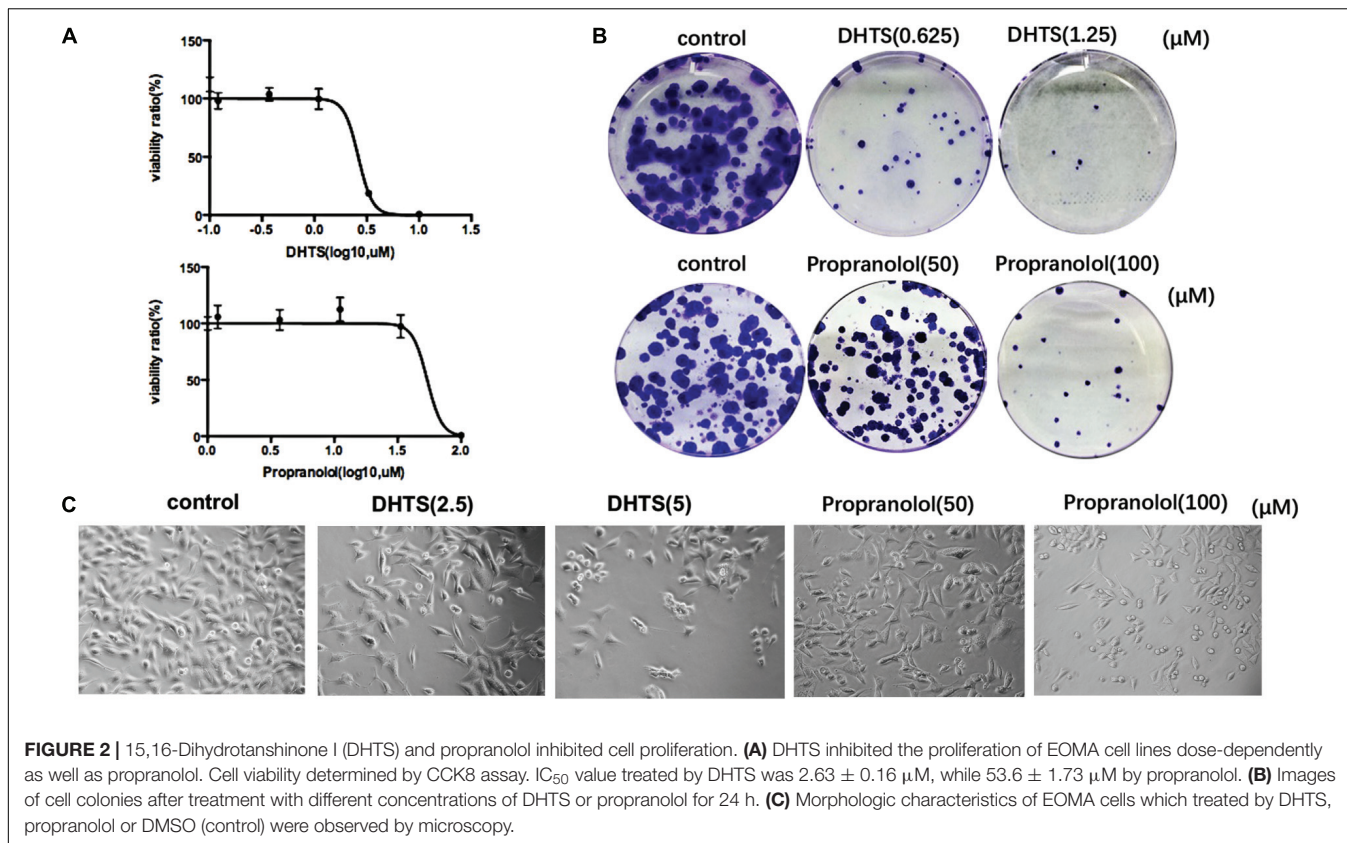 A
B
150
100
50
0
viability ratio(%)
-1.0 -0.5 0.0 0.5 1.0 1.5
DHTS(log10,uM)
150
100
50
0
viability ratio(%)
0.0 0.5 1.0 1.5 2.0
Propranolol(log10,uM)
control DHTS(0.625) DHTS(1.25) (μM)
control Propranolol(50) Propranolol(100)
(μM)
C control DHTS(2.5) DHTS(5) Propranolol(50) Propranolol(100) (μM)
FIGURE 2 | 15,16-Dihydrotanshinone I (DHTS) and propranolol inhibited cell proliferation. (A) DHTS inhibited the proliferation of EOMA cell lines dose-dependently
as well as propranolol. Cell viability determined by CCK8 assay. IC50 value treated by DHTS was 2.63 ± 0.16 μM, while 53.6 ± 1.73 μM by propranolol. (B) Images
of cell colonies after treatment with different concentrations of DHTS or propranolol for 24 h. (C) Morphologic characteristics of EOMA cells which treated by DHTS,
propranolol or DMSO (control) were observed by microscopy.